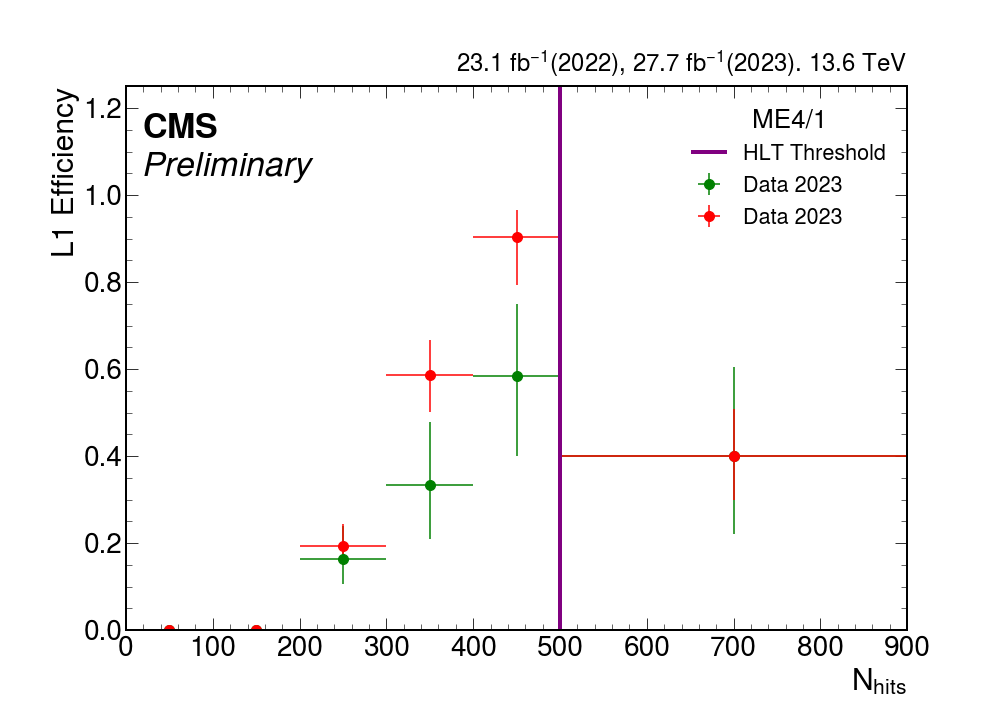 23.1 fb⁻¹(2022), 27.7 fb⁻¹(2023). 13.6 TeV
CMS
Preliminary
ME4/1
HLT Threshold
Data 2023
Data 2023
L1 Efficiency
1.2
1.0
0.8
0.6
0.4
0.2
0.0
0 100 200 300 400 500 600 700 800 900
N_hits